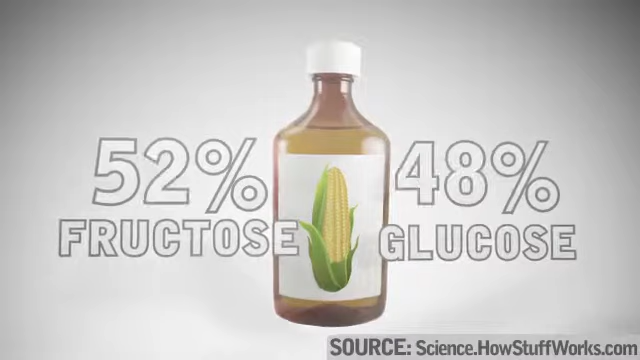 52%
FRUCTOSE
48%
GLUCOSE
SOURCE: Science.HowStuffWorks.com